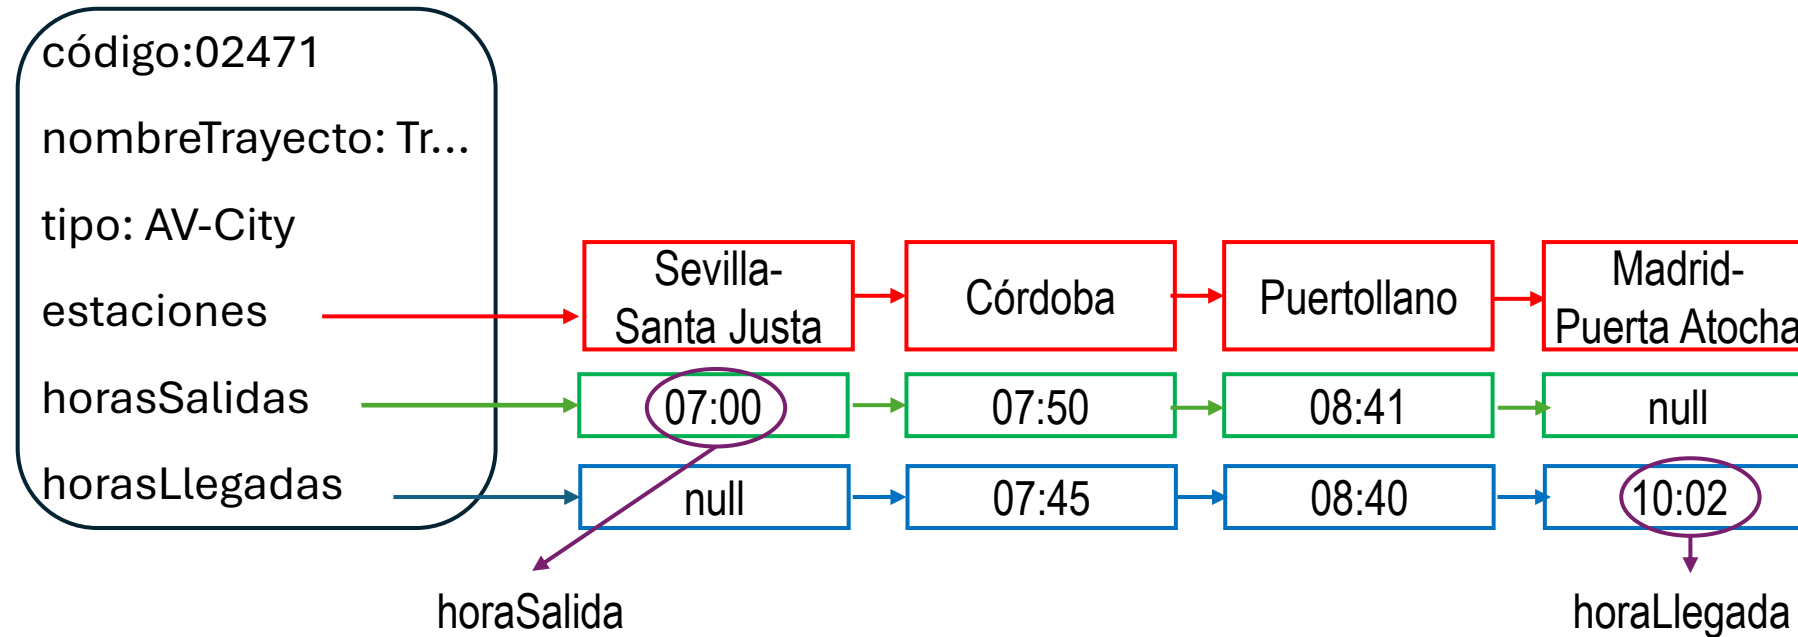 código:02471
nombreTrayecto: Tr...
tipo: AV-City
estaciones
horasSalidas
horasLlegadas
Sevilla-
Santa Justa
Córdoba
Puertollano
Madrid-
Puerta Atocha
07:00
07:50
08:41
null
null
07:45
08:40
10:02
horaSalida
horaLlegada